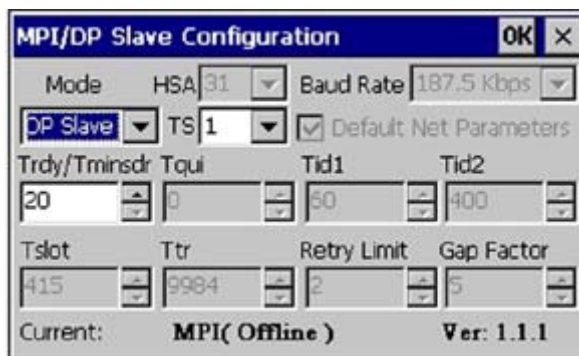 MPI/DP Slave Configuration OK ×
Mode HSA 31 Baud Rate 187.5 Kbps
DP Slave TS 1 Default Net Parameters
Trdy/Tminsdr Tqui Tid1 Tid2
20 0 60 400
Tslot Ttr Retry Limit Gap Factor
415 9984 2 5
Current: MPI( Offline ) Ver: 1.1.1